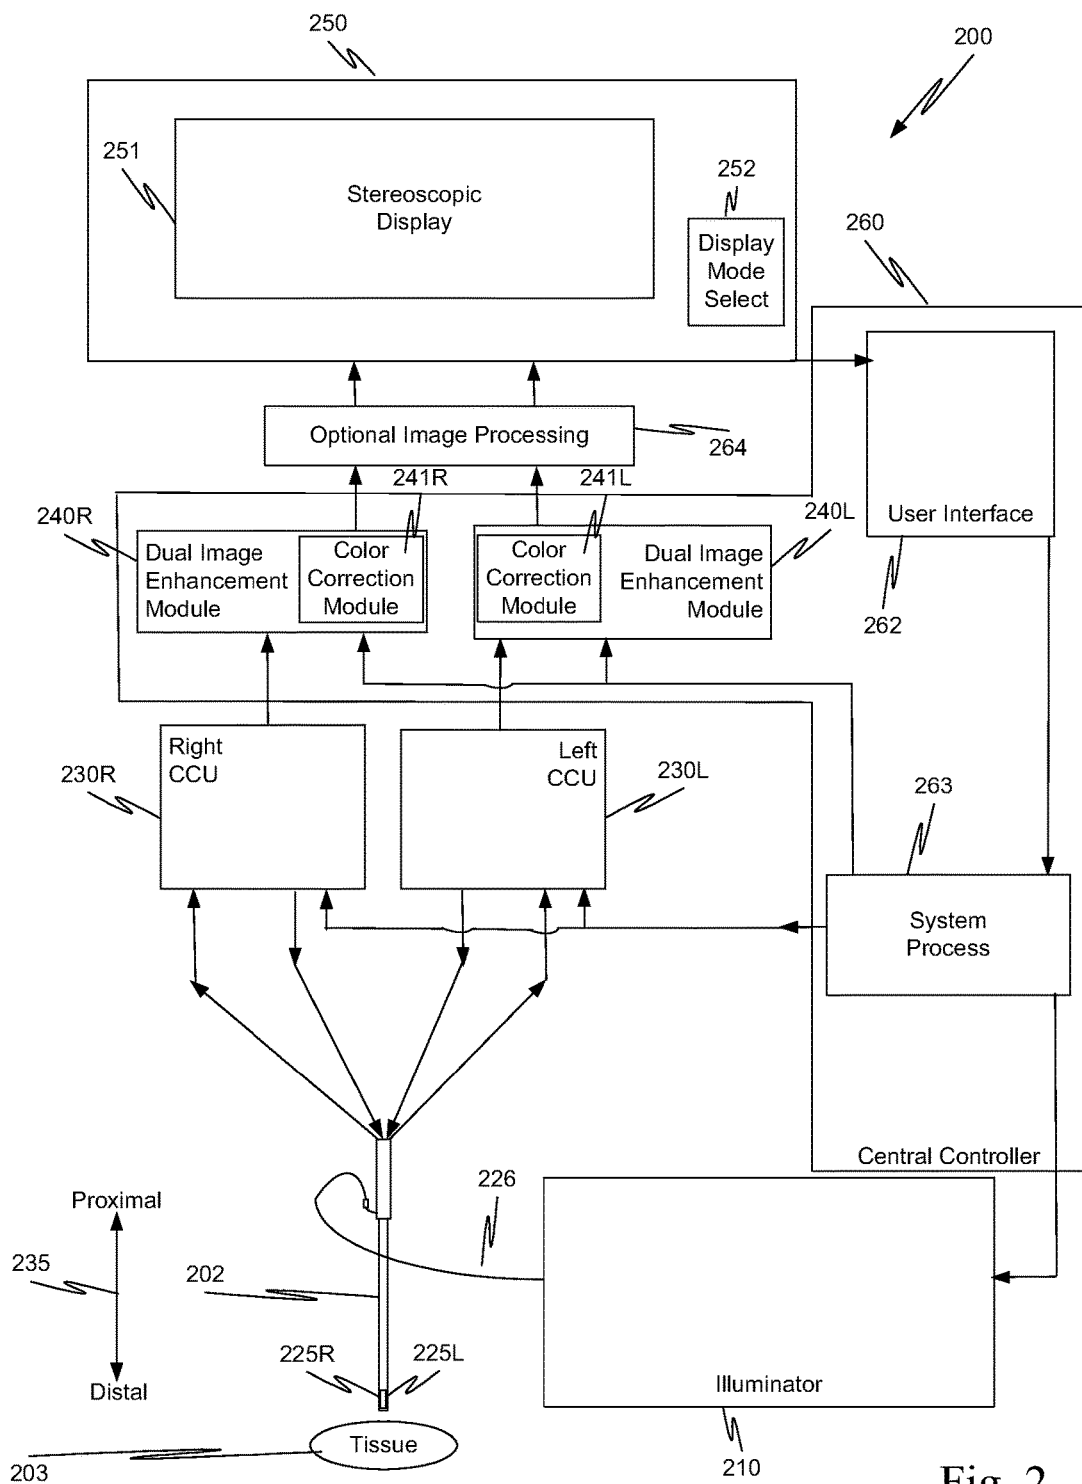 250
200
251
Stereoscopic
Display
252
Display
Mode
Select
260
Optional Image Processing
264
241R
241L
240R
240L
User Interface
Dual Image
Enhancement
Module
Color
Correction
Module
Color
Correction
Module
Dual Image
Enhancement
Module
262
Right
CCU
Left
CCU
230R
230L
263
System
Process
Central Controller
Proximal
226
235
202
225R
225L
Distal
Illuminator
Tissue
203
210
Fig. 2